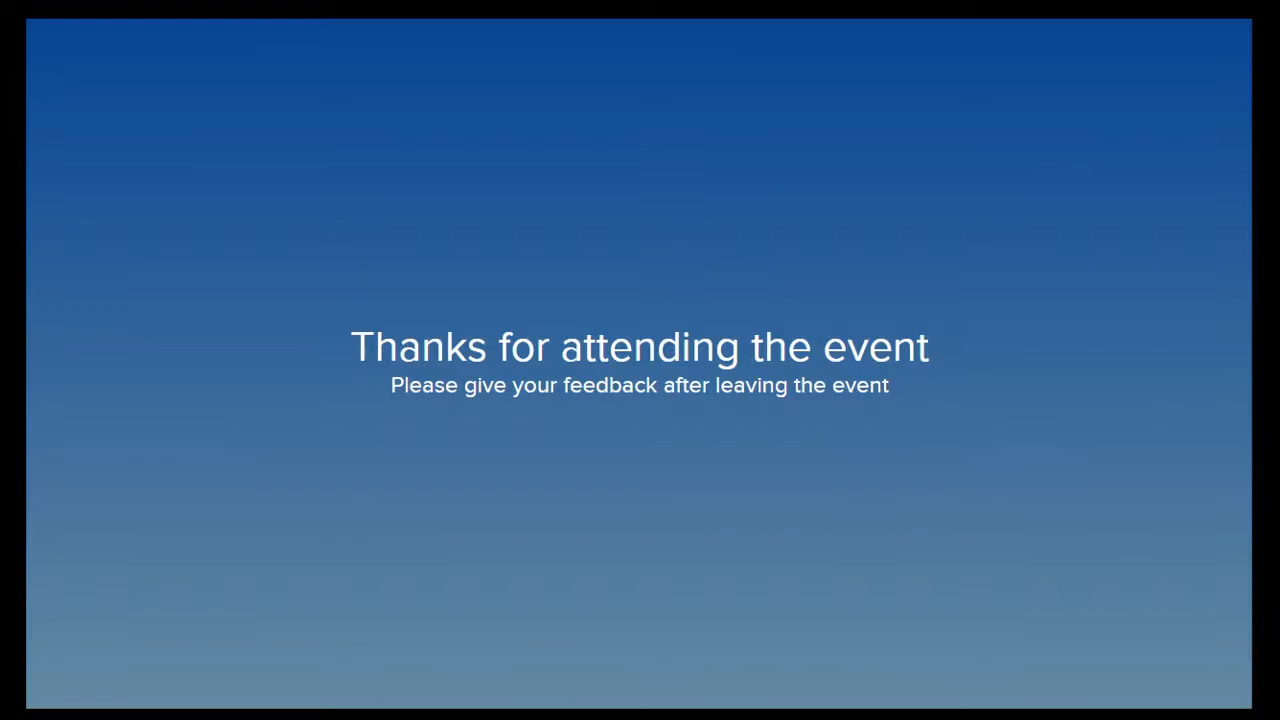 Thanks for attending the event
Please give your feedback after leaving the event